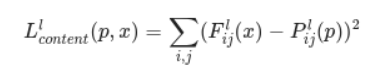 $L^l_{content}(p, x) = \sum_{i,j} (F^l_{ij}(x) - P^l_{ij}(p))^2$